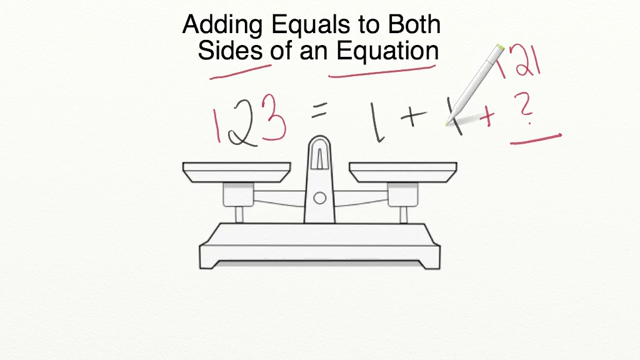 Adding Equals to Both
Sides of an Equation
121
123 = 1 + 1 + ?